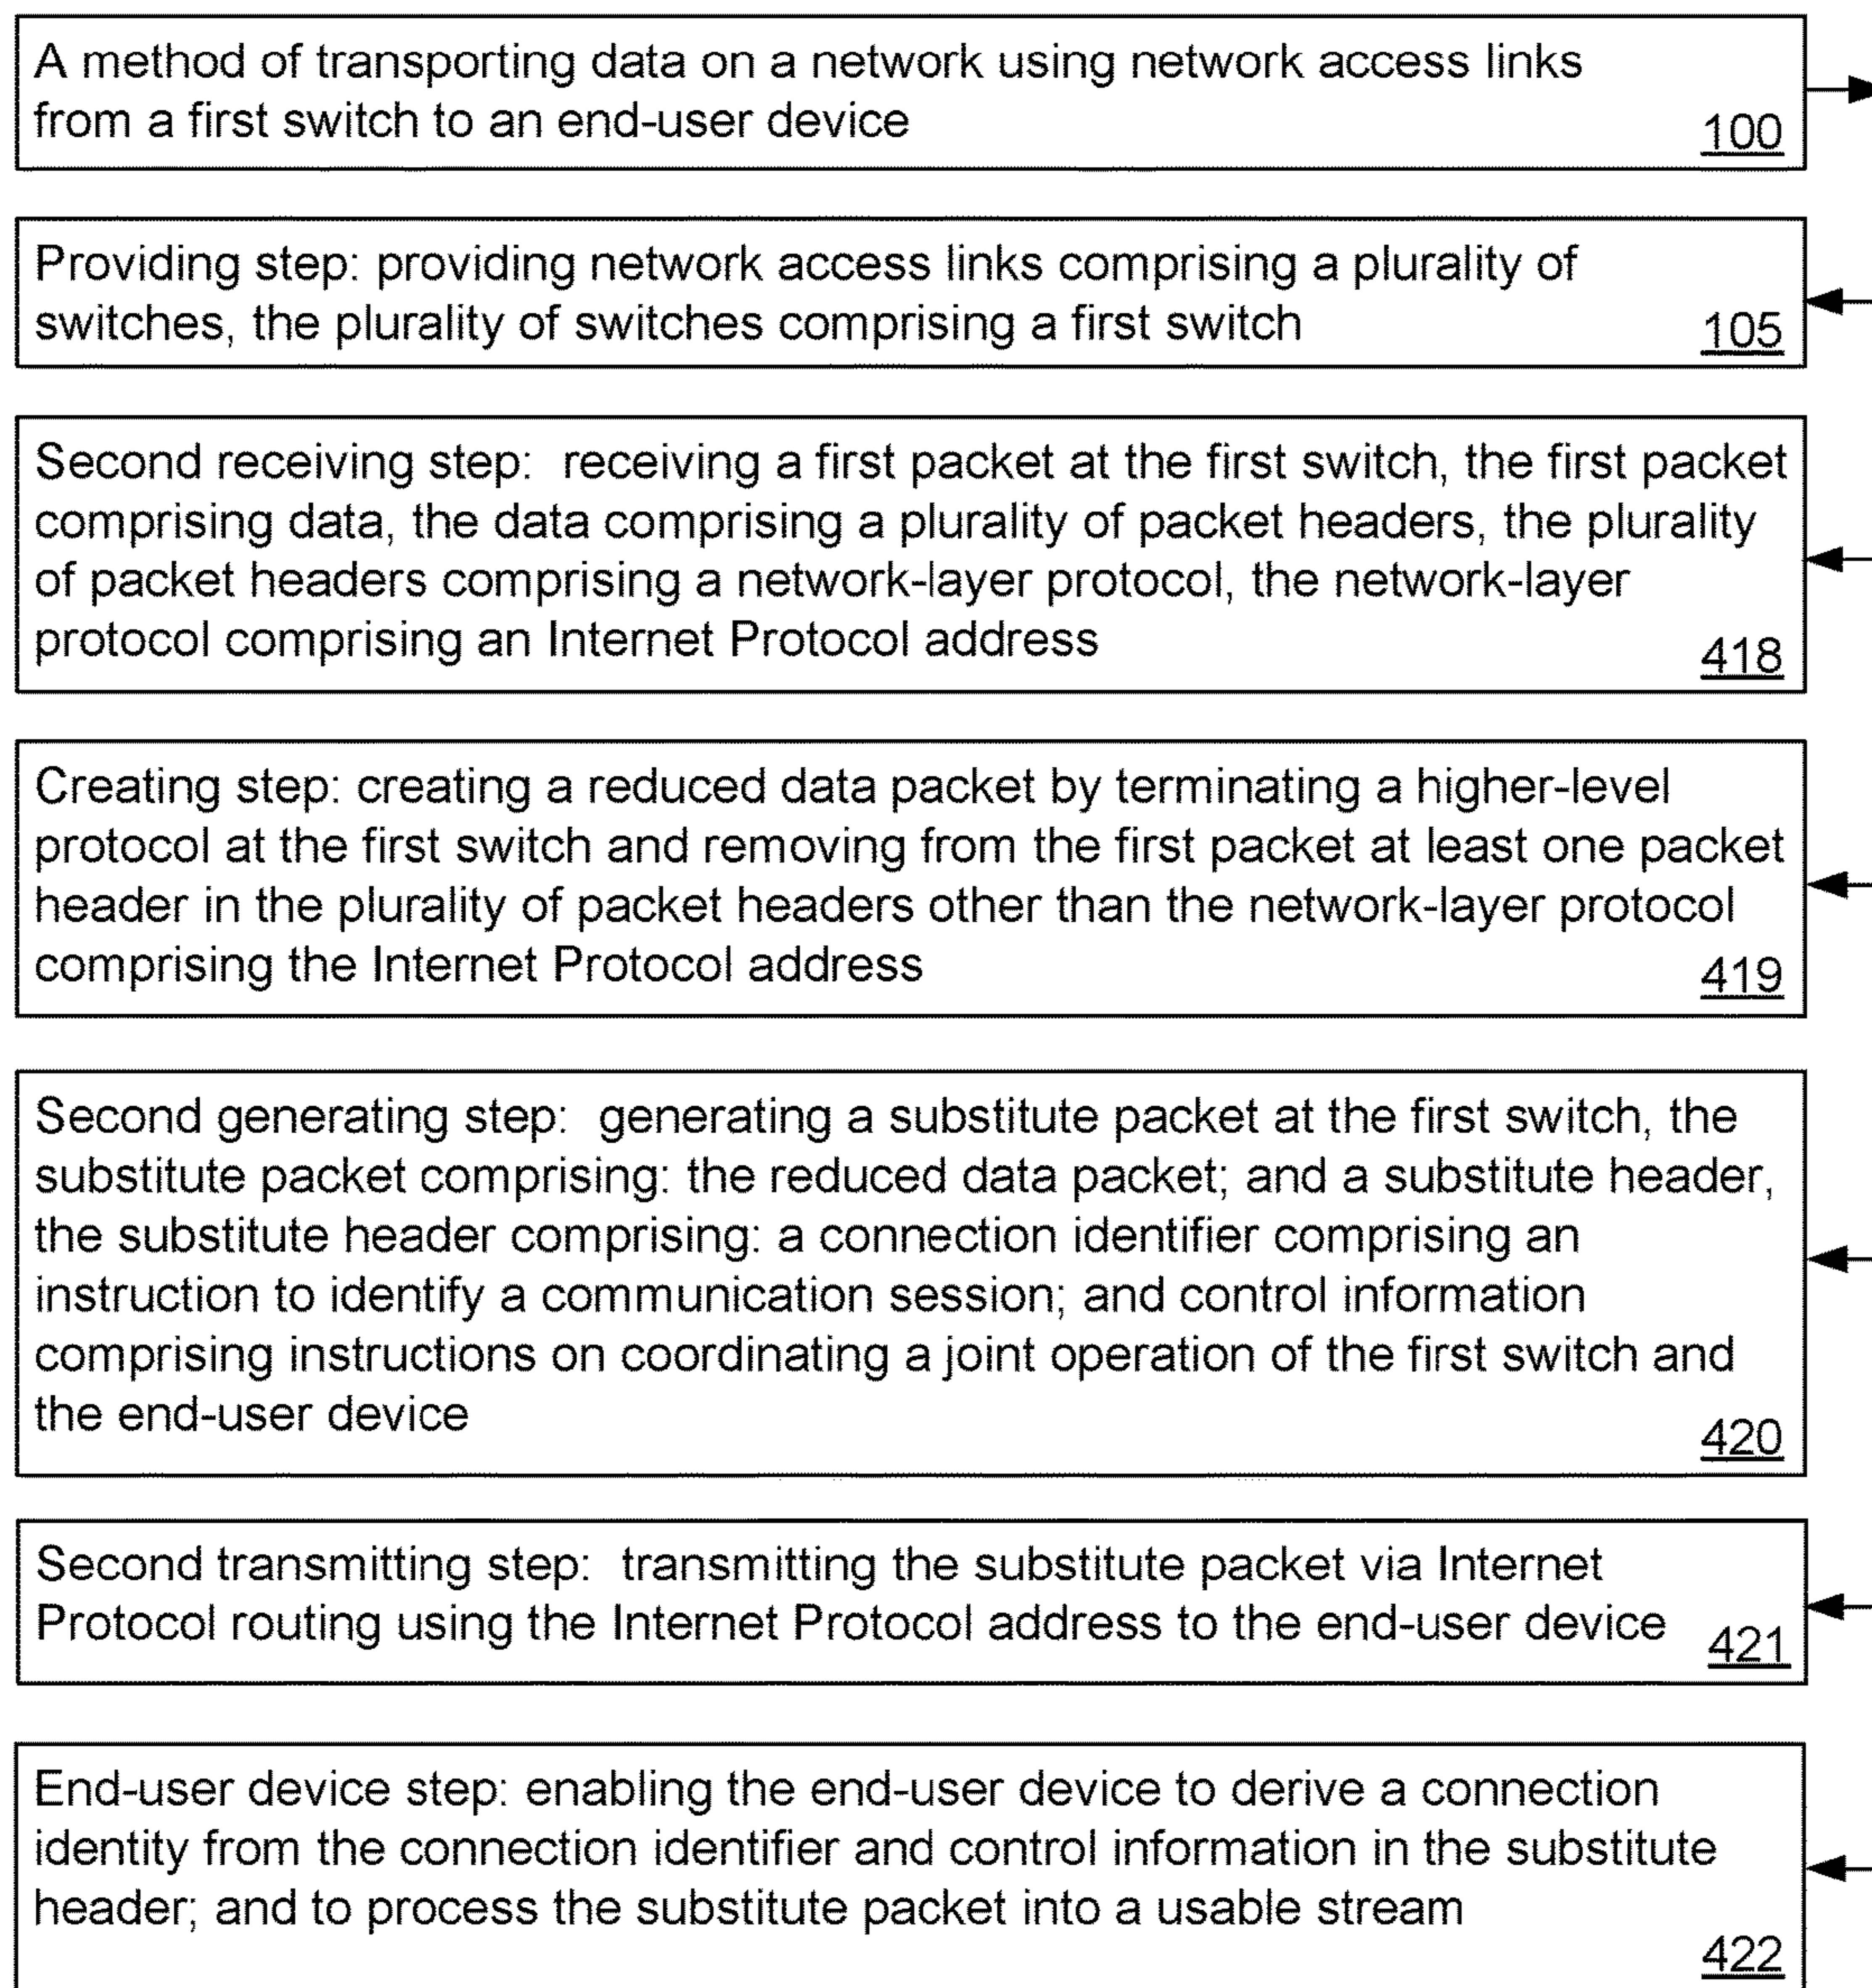 A method of transporting data on a network using network access links
from a first switch to an end-user device
100
Providing step: providing network access links comprising a plurality of
switches, the plurality of switches comprising a first switch
105
Second receiving step: receiving a first packet at the first switch, the first packet
comprising data, the data comprising a plurality of packet headers, the plurality
of packet headers comprising a network-layer protocol, the network-layer
protocol comprising an Internet Protocol address
418
Creating step: creating a reduced data packet by terminating a higher-level
protocol at the first switch and removing from the first packet at least one packet
header in the plurality of packet headers other than the network-layer protocol
comprising the Internet Protocol address
419
Second generating step: generating a substitute packet at the first switch, the
substitute packet comprising: the reduced data packet; and a substitute header,
the substitute header comprising: a connection identifier comprising an
instruction to identify a communication session; and control information
comprising instructions on coordinating a joint operation of the first switch and
the end-user device
420
Second transmitting step: transmitting the substitute packet via Internet
Protocol routing using the Internet Protocol address to the end-user device
421
End-user device step: enabling the end-user device to derive a connection
identity from the connection identifier and control information in the substitute
header; and to process the substitute packet into a usable stream
422